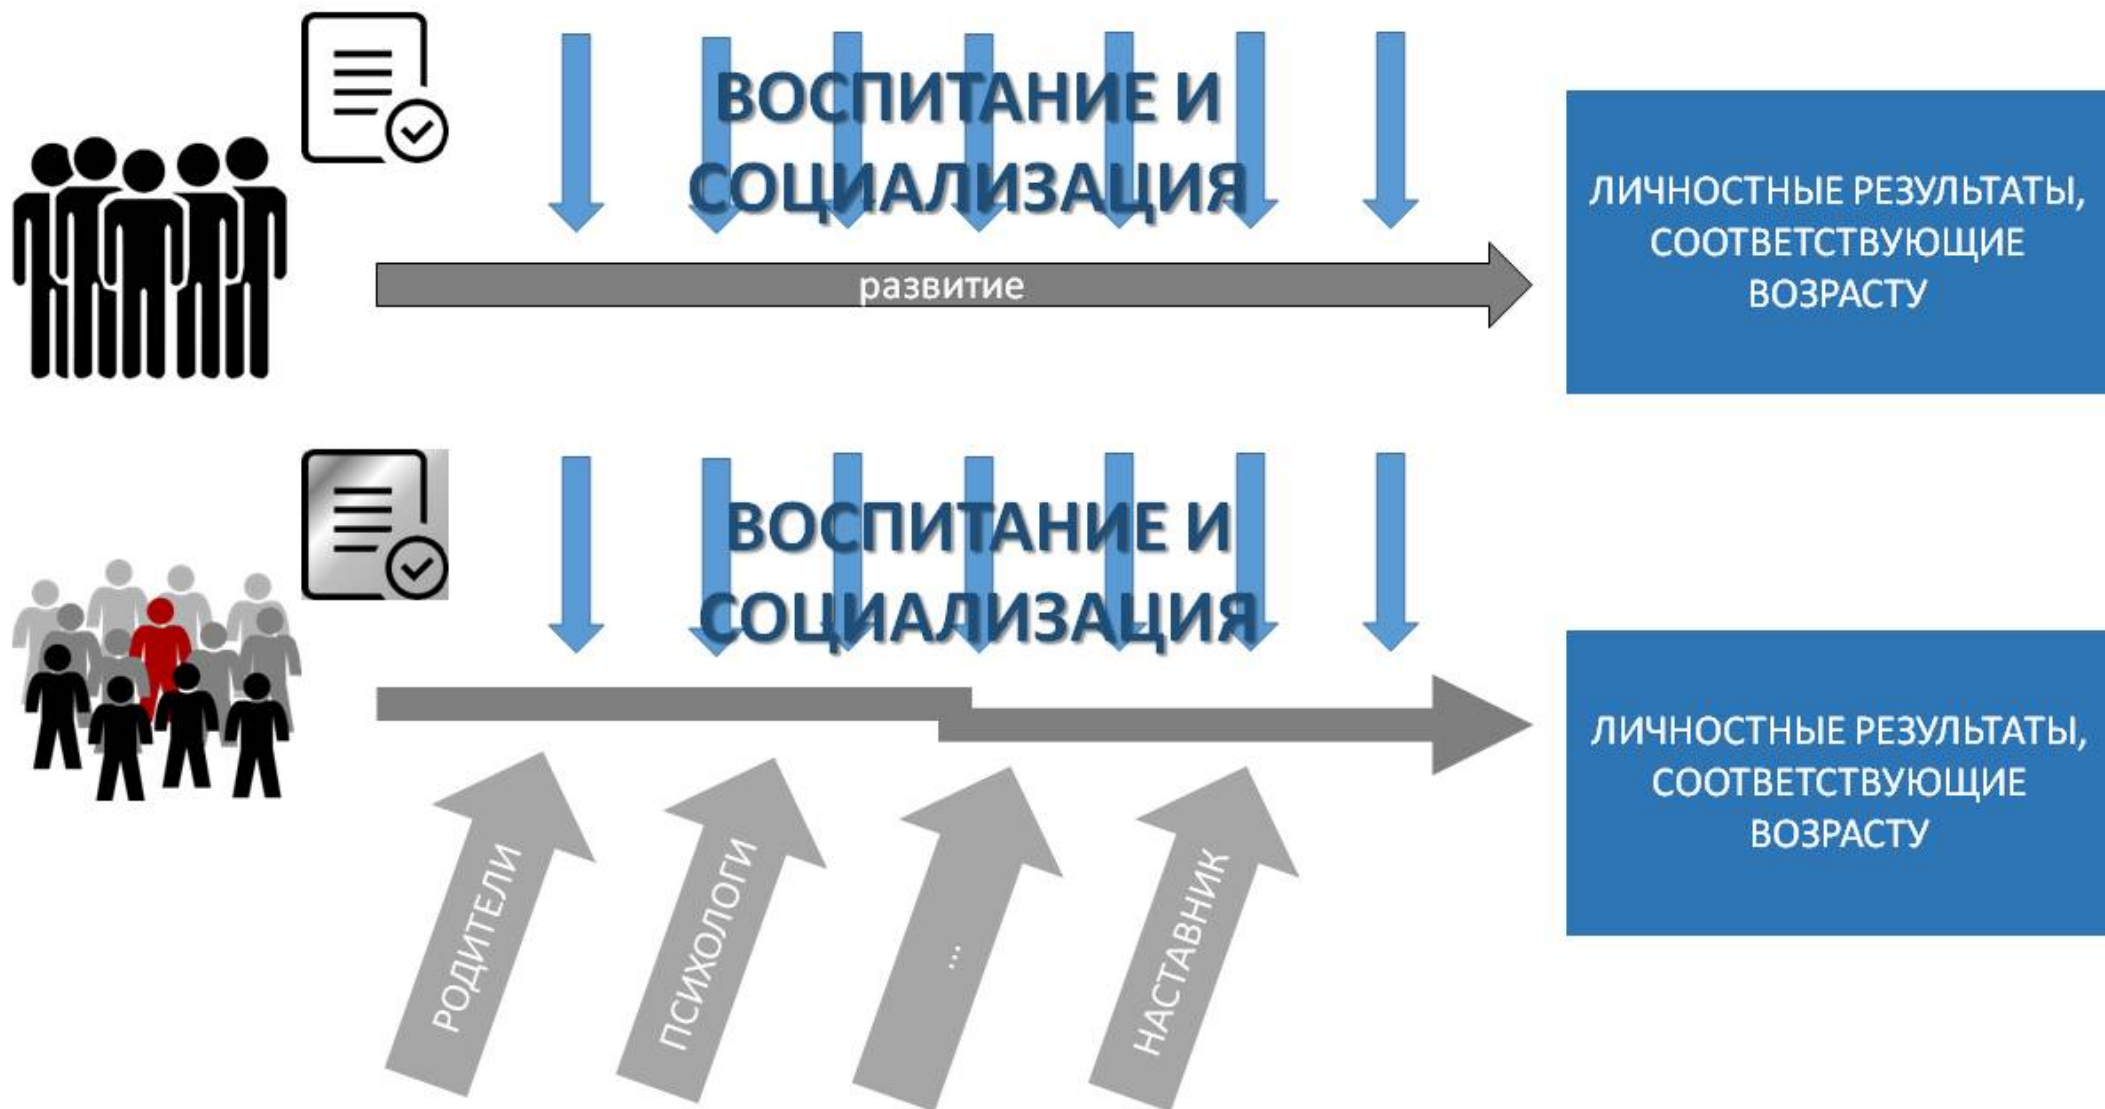 ВОСПИТАНИЕ И
СОЦИАЛИЗАЦИЯ
развитие
ЛИЧНОСТНЫЕ РЕЗУЛЬТАТЫ,
СООТВЕТСТВУЮЩИЕ
ВОЗРАСТУ
ВОСПИТАНИЕ И
СОЦИАЛИЗАЦИЯ
ЛИЧНОСТНЫЕ РЕЗУЛЬТАТЫ,
СООТВЕТСТВУЮЩИЕ
ВОЗРАСТУ
РОДИТЕЛИ
ПСИХОЛОГИ
...
НАСТАВНИК